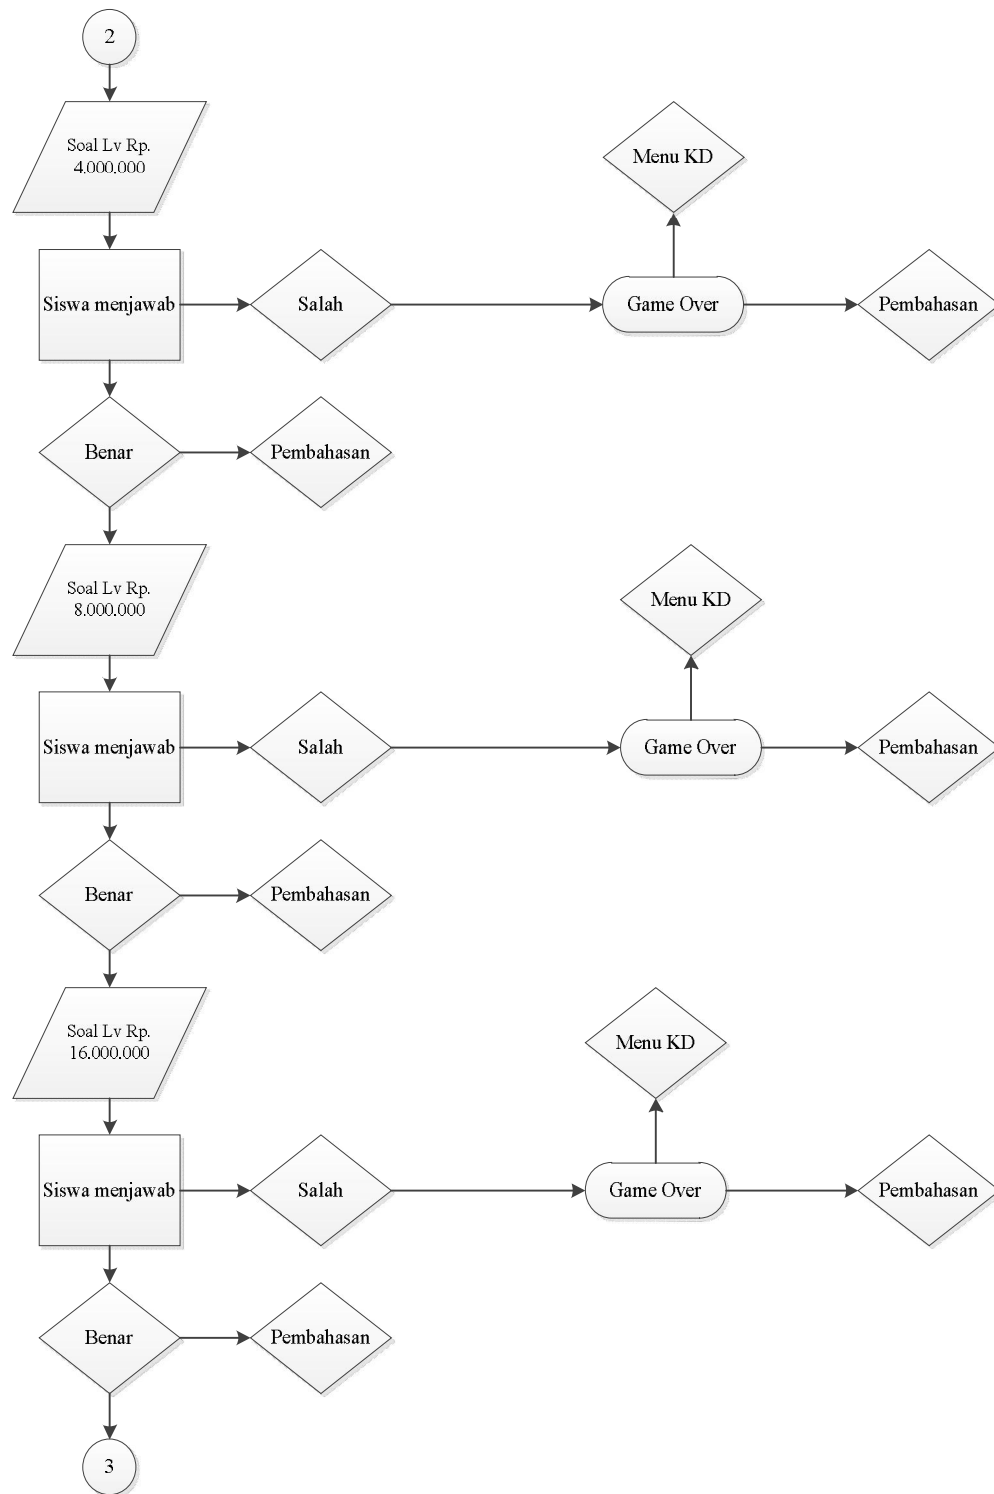 2
Soal Lv Rp.
4.000.000
Menu KD
Siswa menjawab
Salah
Game Over
Pembahasan
Benar
Pembahasan
Soal Lv Rp.
8.000.000
Menu KD
Siswa menjawab
Salah
Game Over
Pembahasan
Benar
Pembahasan
Soal Lv Rp.
16.000.000
Menu KD
Siswa menjawab
Salah
Game Over
Pembahasan
Benar
Pembahasan
3